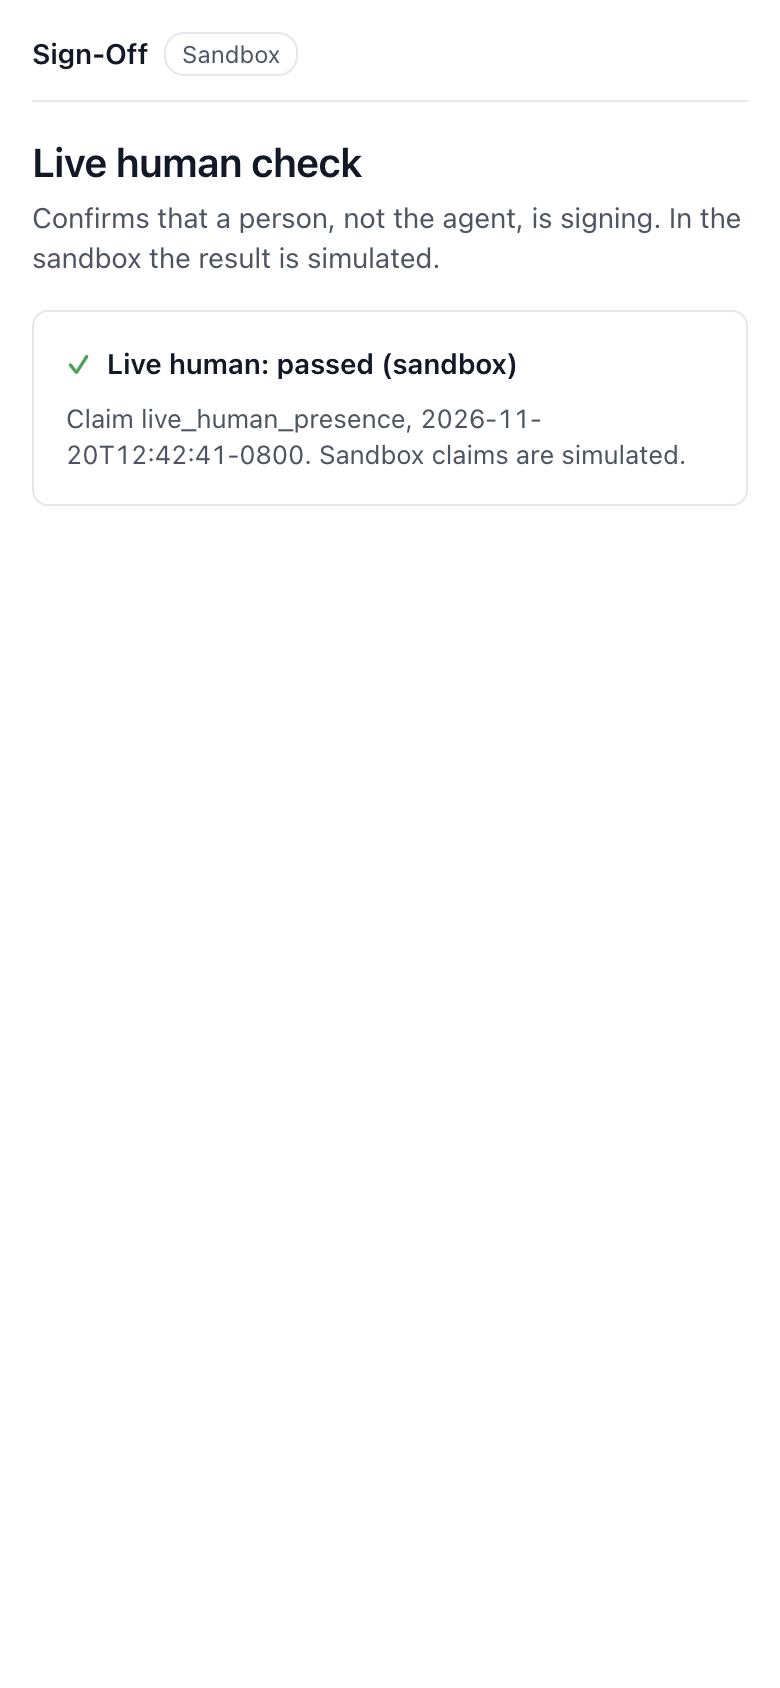 Sign-Off
Sandbox
Live human check
Confirms that a person, not the agent, is signing. In the
sandbox the result is simulated.
Live human: passed (sandbox)
Claim live_human_presence, 2026-11-
20T12:42:41-0800. Sandbox claims are simulated.